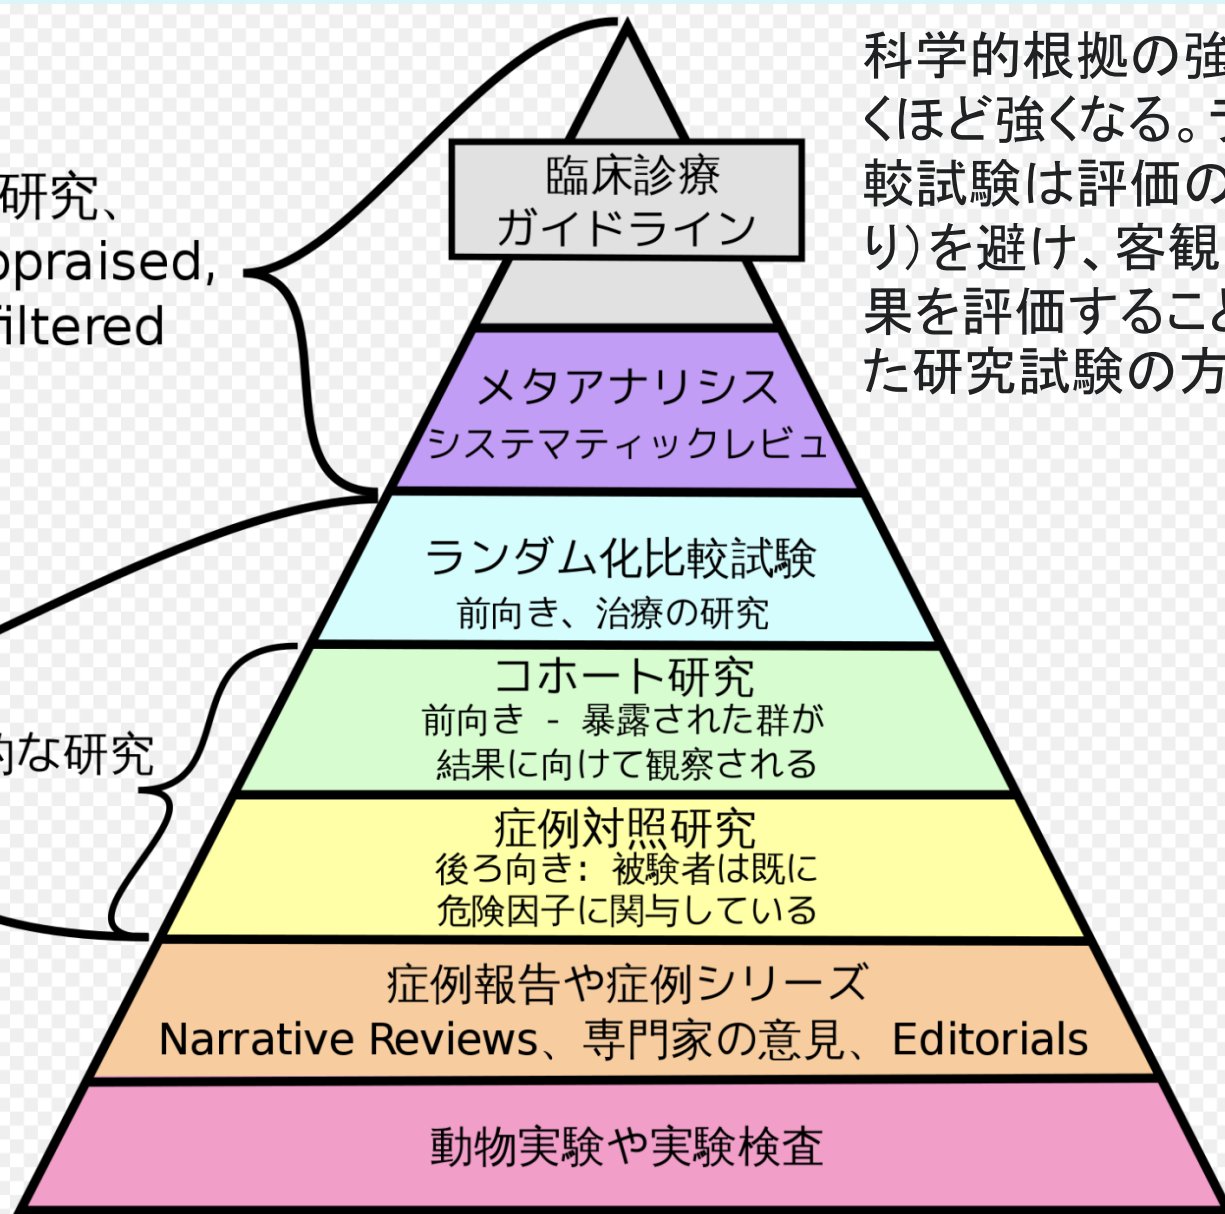 科学的根拠の強
くほど強くなる。
較試験は評価の
り)を避け、客観
果を評価すること
た研究試験の方
研究、
ppraised,
filtered
的な研究
臨床診療
ガイドライン
メタアナリシス
システマティックレビュ
ランダム化比較試験
前向き、治療の研究
コホート研究
前向き - 暴露された群が
結果に向けて観察される
症例対照研究
後ろ向き: 被験者は既に
危険因子に関与している
症例報告や症例シリーズ
Narrative Reviews、専門家の意見、Editorials
動物実験や実験検査